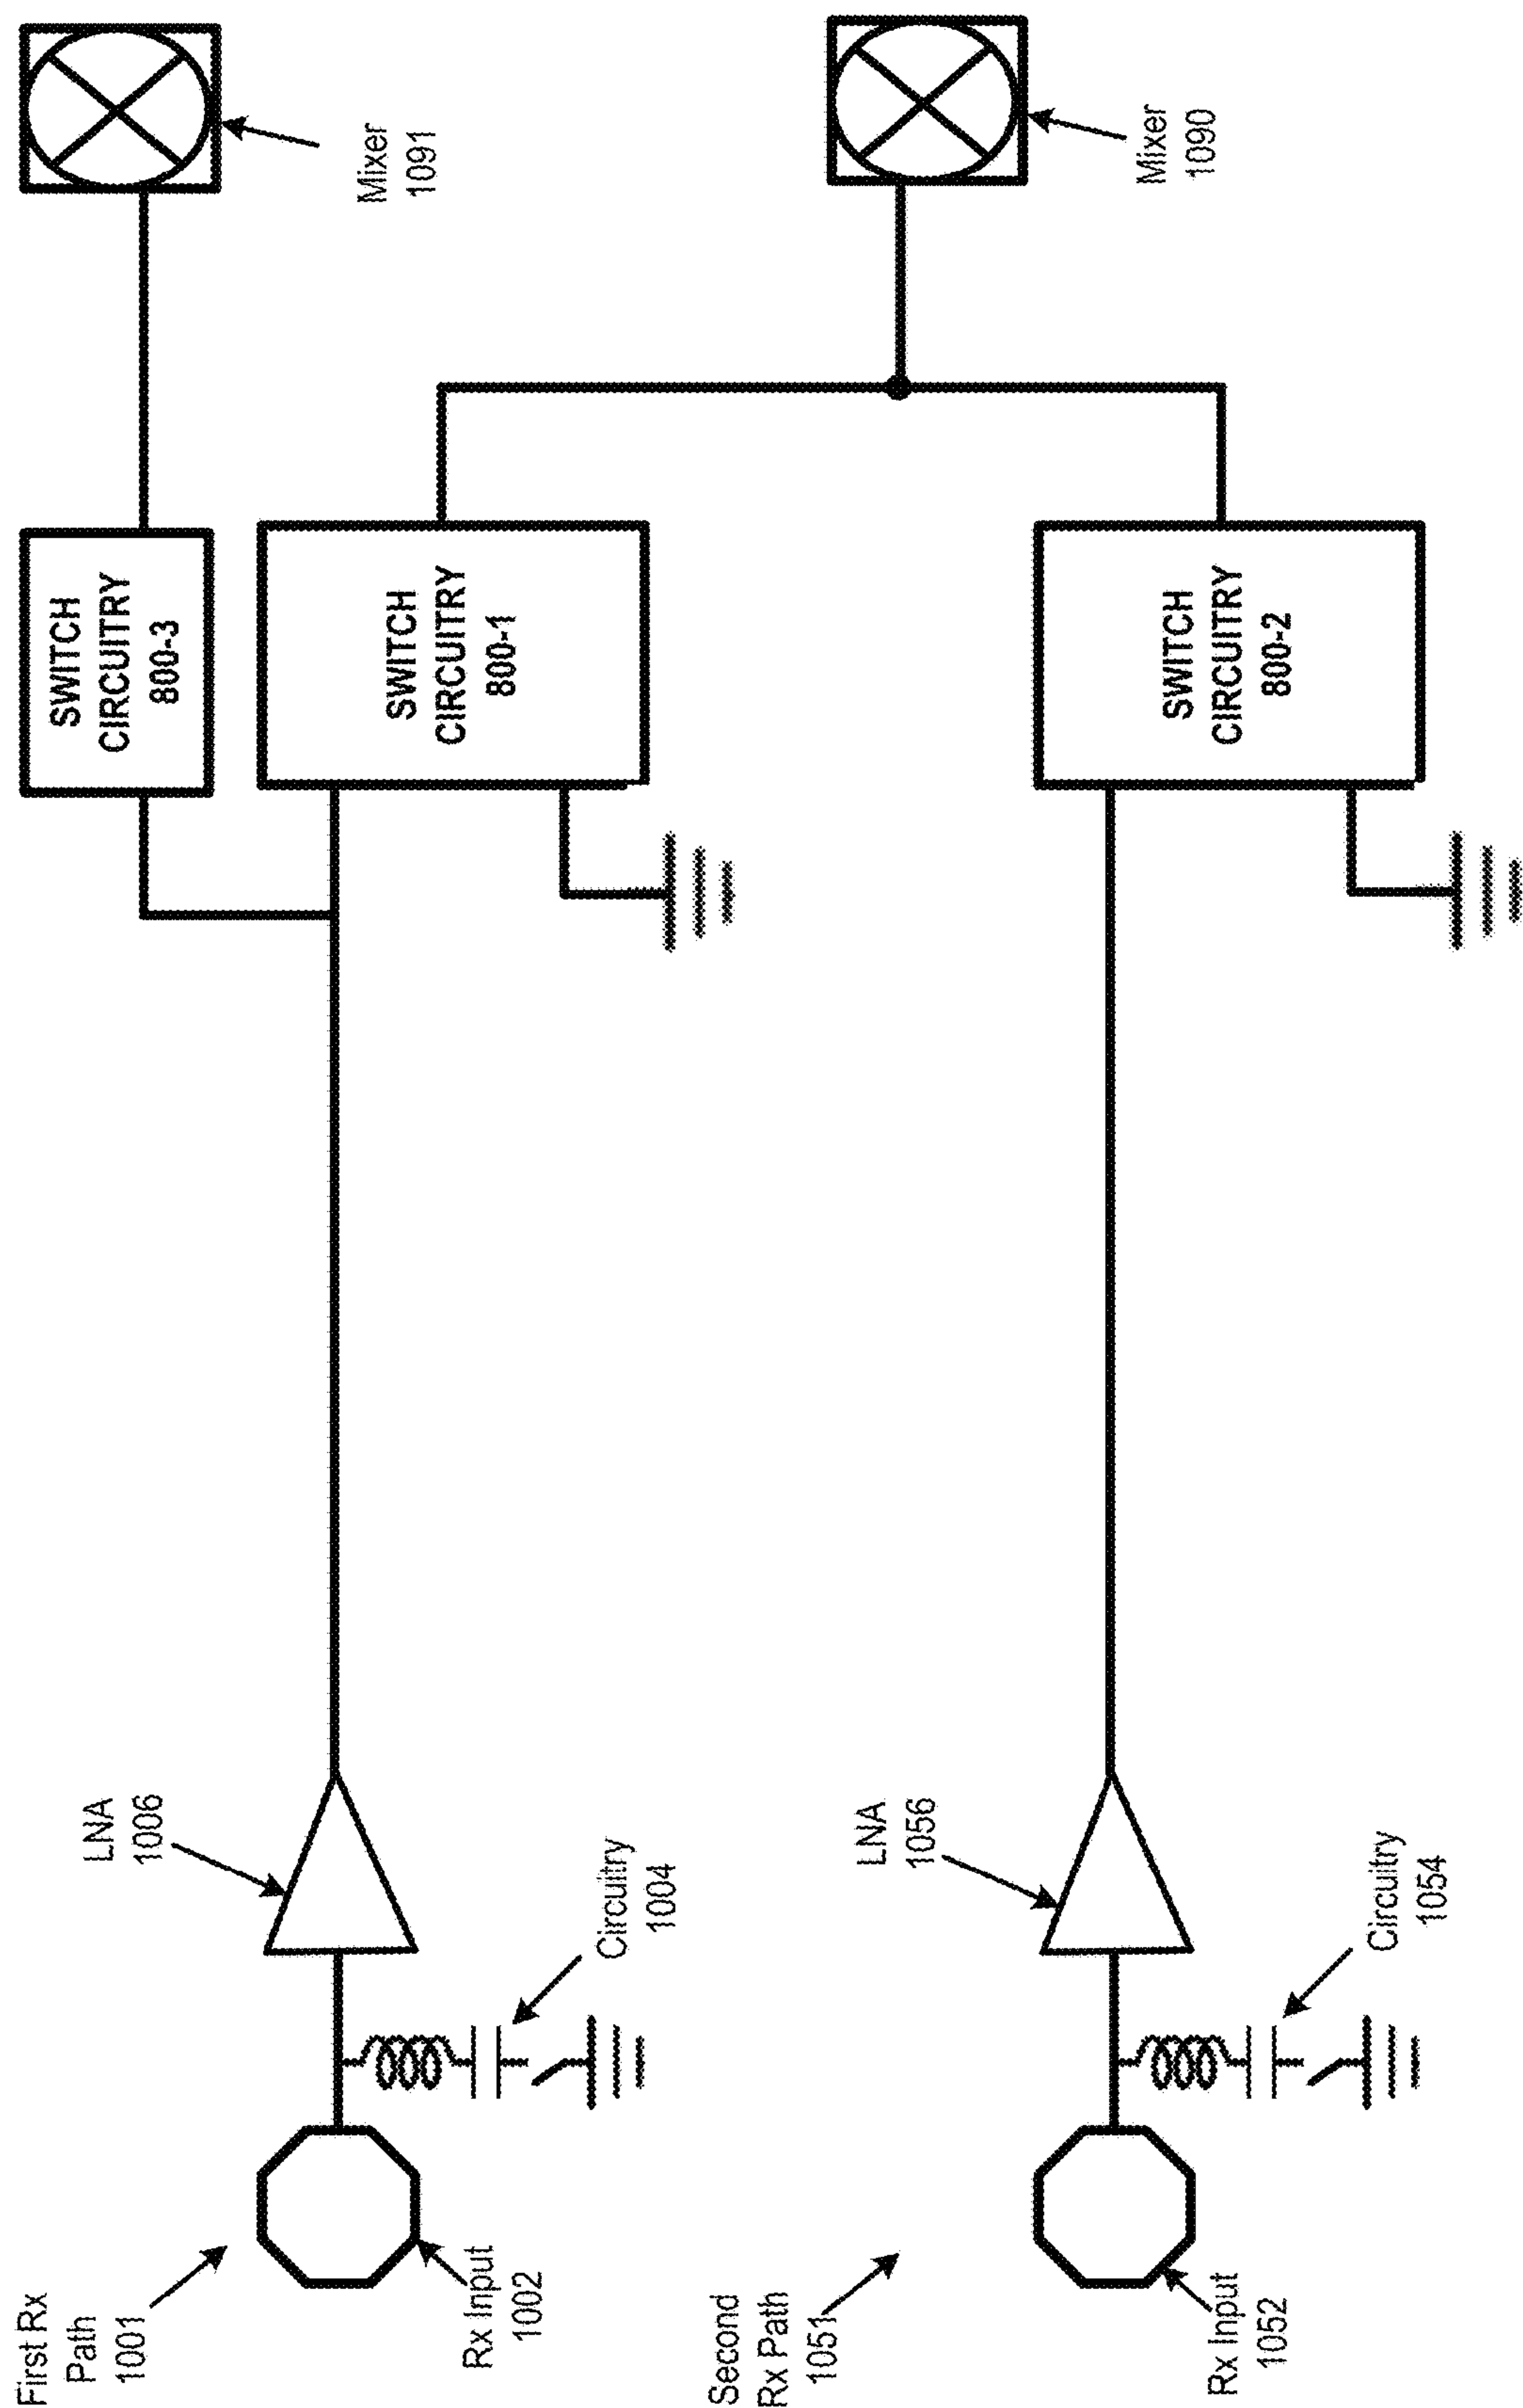 First Rx
Path
1001
Rx Input
1002
LNA
1006
Circuitry
1004
SWITCH
CIRCUITRY
800-3
SWITCH
CIRCUITRY
800-1
Mixer
1091
Second
Rx Path
1051
Rx Input
1052
LNA
1056
Circuitry
1054
SWITCH
CIRCUITRY
800-2
Mixer
1090